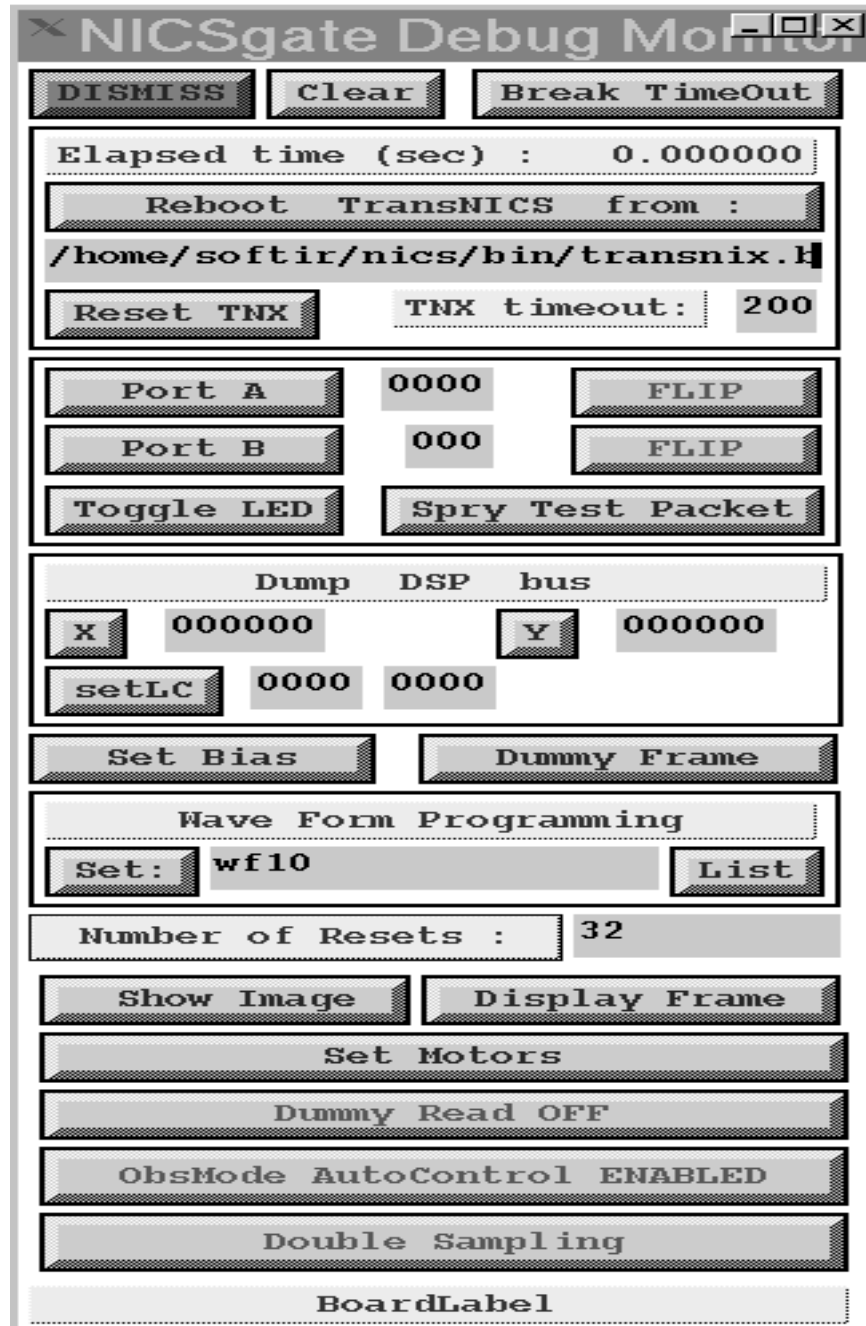 NICSgate Debug Monitor
DISMISS Clear Break TimeOut
Elapsed time (sec) : 0.000000
Reboot TransNICS from :
/home/softir/nics/bin/transnix.b
Reset TNX TNX timeout: 200
Port A 0000 FLIP
Port B 000 FLIP
Toggle LED Spry Test Packet
Dump DSP bus
X 000000 Y 000000
setLC 0000 0000
Set Bias Dummy Frame
Wave Form Programming
Set: wf10 List
Number of Resets : 32
Show Image Display Frame
Set Motors
Dummy Read OFF
ObsMode AutoControl ENABLED
Double Sampling
BoardLabel